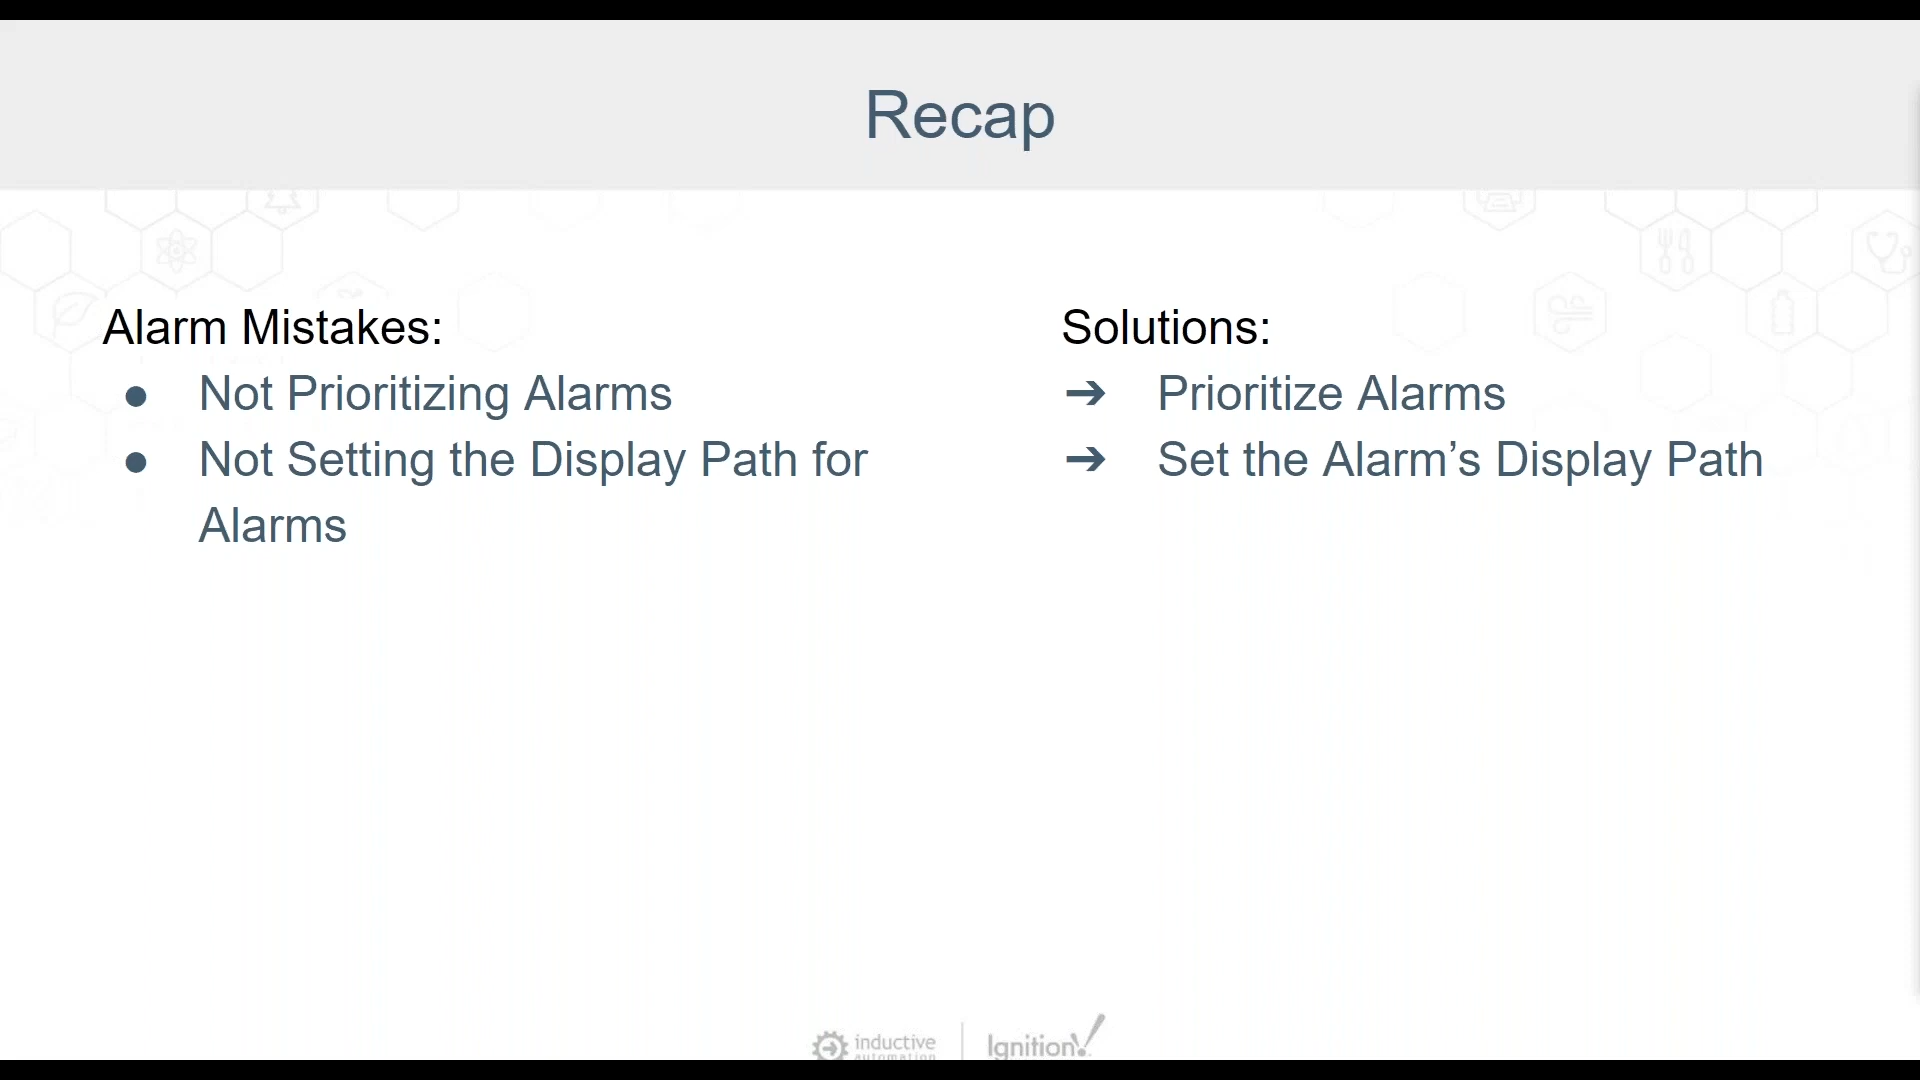 Recap
Alarm Mistakes:
● Not Prioritizing Alarms
● Not Setting the Display Path for
Alarms
Solutions:
➔ Prioritize Alarms
➔ Set the Alarm’s Display Path
inductive
automation
Ignition!